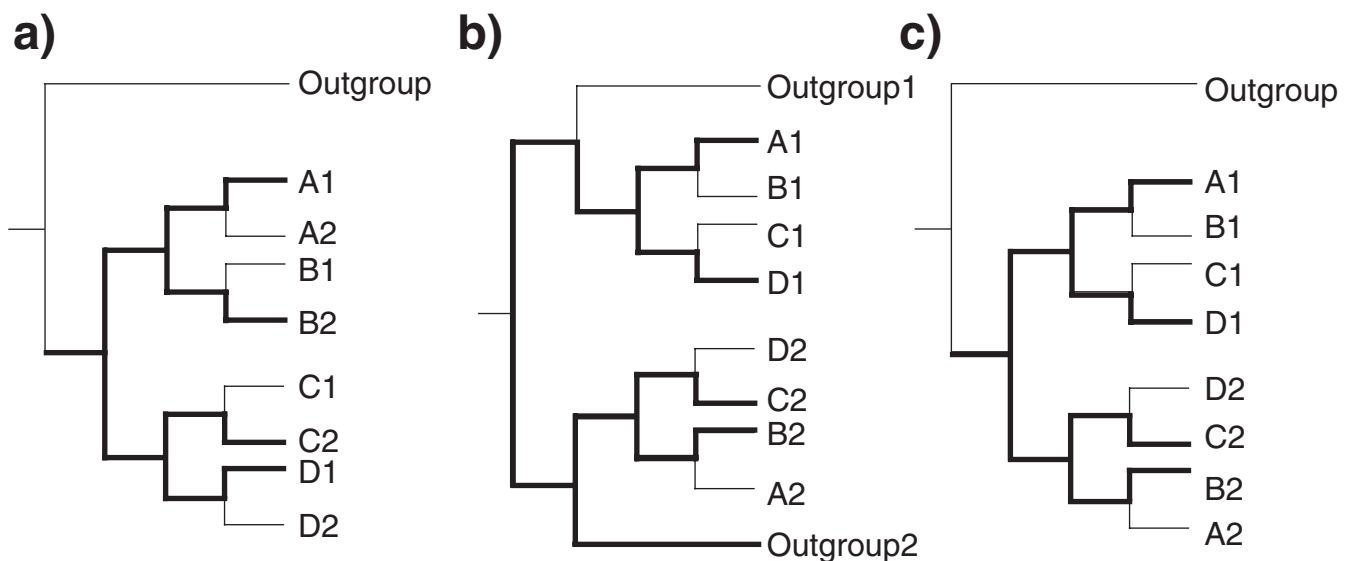 a)
Outgroup
A1
A2
B1
B2
C1
C2
D1
D2
b)
Outgroup1
A1
B1
C1
D1
D2
C2
B2
A2
Outgroup2
c)
Outgroup
A1
B1
C1
D1
D2
C2
B2
A2